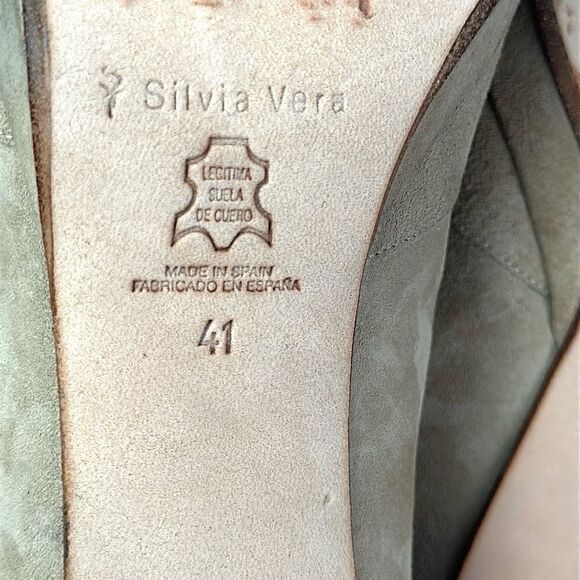 Silvia Vera
LEGITIMA
SUELA
DE CUERO
MADE IN SPAIN
FABRICADO EN ESPAÑA
41